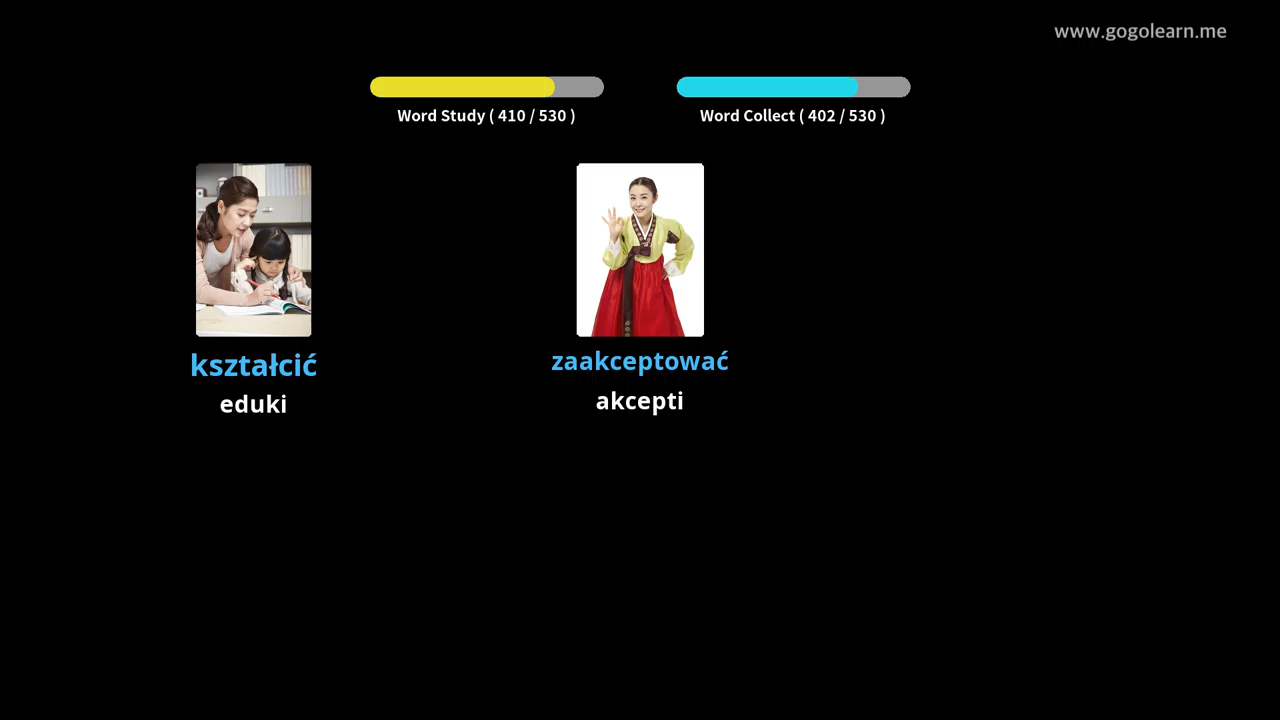 www.gogolearn.me
Word Study ( 410 / 530 )
Word Collect ( 402 / 530 )
kształcić
eduki
zaakceptować
akcepti